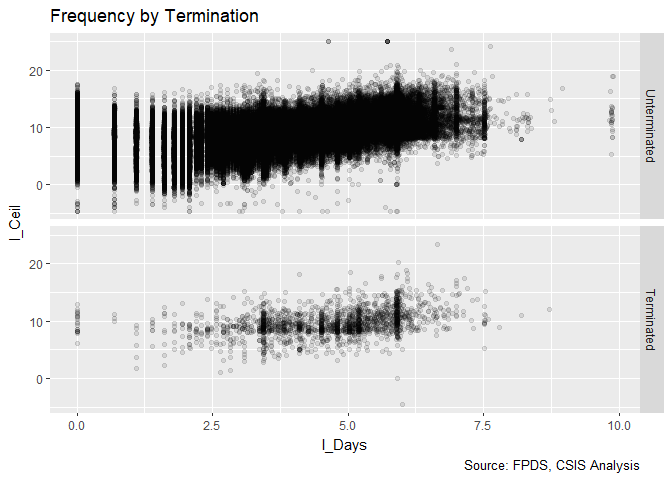 Frequency by Termination
20
10
0
Unterminated
l_Ceil
20
10
0
Terminated
0.0 2.5 5.0 7.5 10.0
l_Days
Source: FPDS, CSIS Analysis